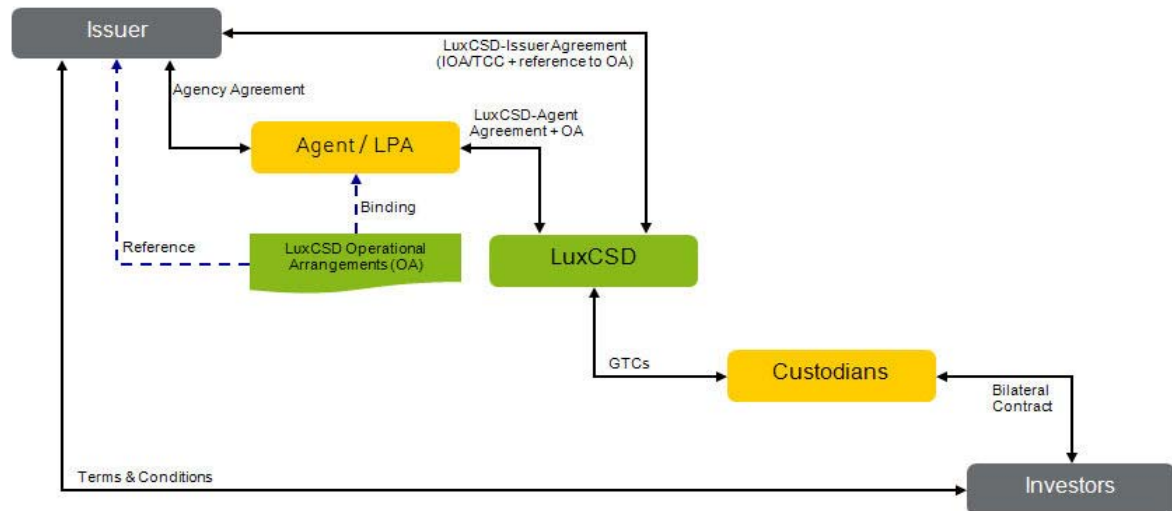 Issuer
LuxCSD-Issuer Agreement
(IOA/TCC + reference to OA)
Agency Agreement
LuxCSD-Agent
Agreement + OA
Agent / LPA
Binding
Reference
LuxCSD Operational
Arrangements (OA)
LuxCSD
GTCs
Custodians
Bilateral
Contract
Terms & Conditions
Investors